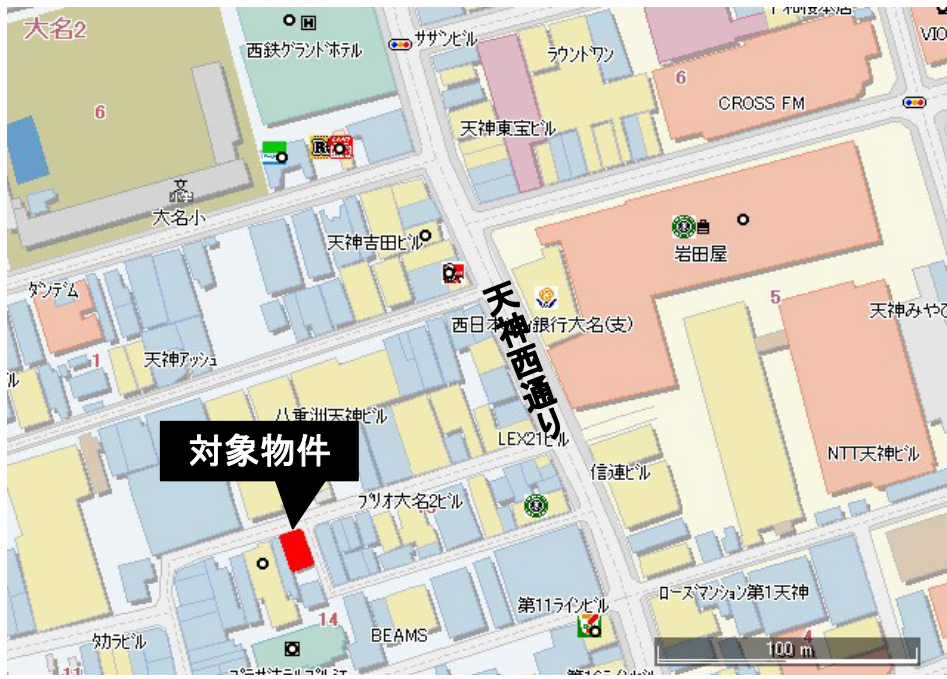 大名2
西鉄グランドホテル
ササンビル
ラウンドワン
VIO
6
6
CROSS FM
天神東宝ビル
大名小
天神吉田ビル
岩田屋
タンデム
天神西通り
5
西日本
銀行大名(支)
天神みやび
1
天神アッシュ
ル
八重洲天神ビル
対象物件
LEX21ビル
信連ビル
NTT天神ビル
プリオ大名2ビル
第11ラインビル
ローズマンション第1天神
14
BEAMS
タカラビル
100 m
4
11